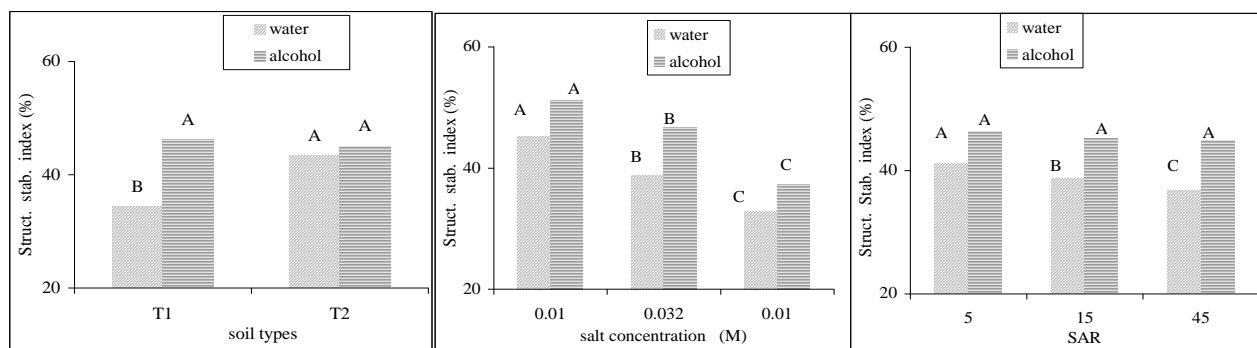 water
alcohol
60
40
20
Struct. stab. index (%)
B
A
A
A
T1
T2
soil types
water
alcohol
60
40
20
Struct. stab. index (%)
A
A
B
B
C
C
0.01
0.032
0.01
salt concentration (M)
water
alcohol
60
40
20
Struct. Stab. index (%)
A
A
B
A
C
A
5
15
45
SAR